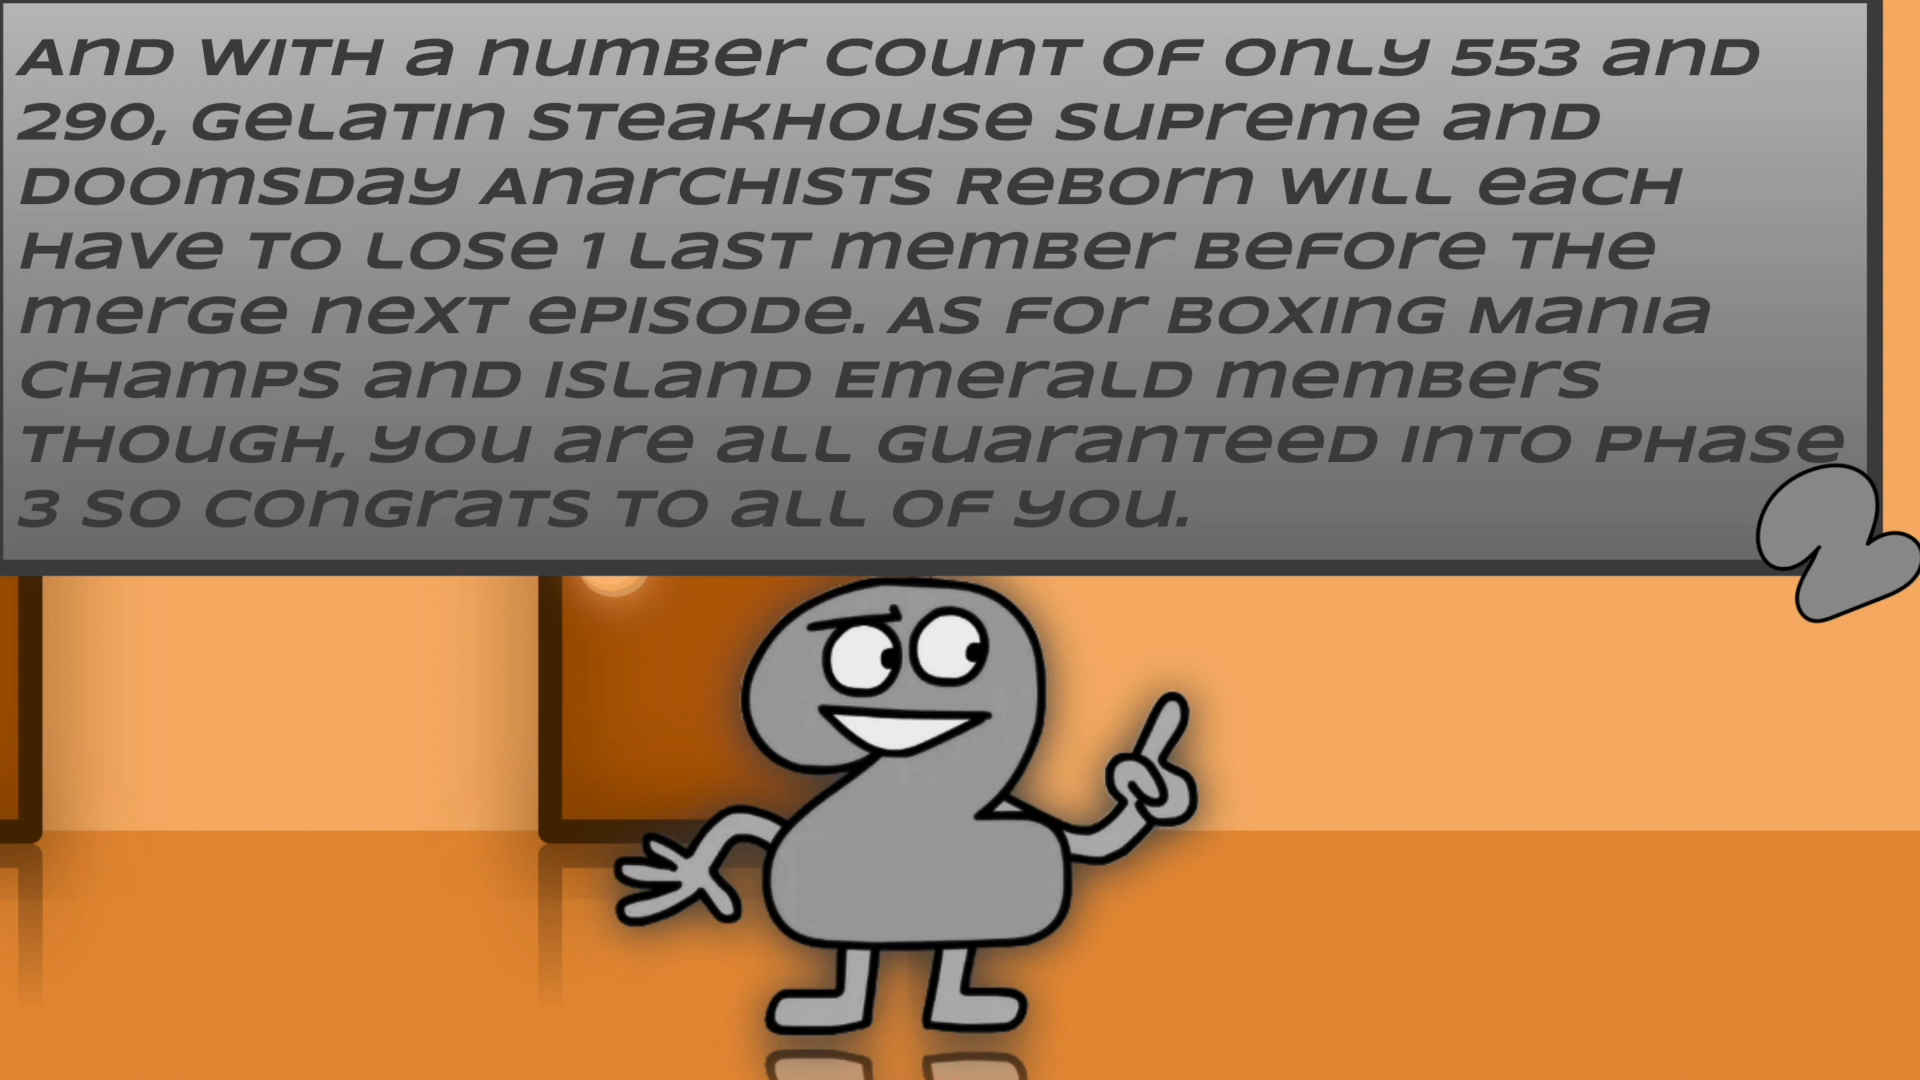 AND WITH A NUMBER COUNT OF ONLY 553 AND
290, GELATIN STEAKHOUSE SUPREME AND
DOOMSDAY ANARCHISTS REBORN WILL EACH
HAVE TO LOSE 1 LAST MEMBER BEFORE THE
MERGE NEXT EPISODE. AS FOR BOXING MANIA
CHAMPS AND ISLAND EMERALD MEMBERS
THOUGH, YOU ARE ALL GUARANTEED INTO PHASE
3 SO CONGRATS TO ALL OF YOU.